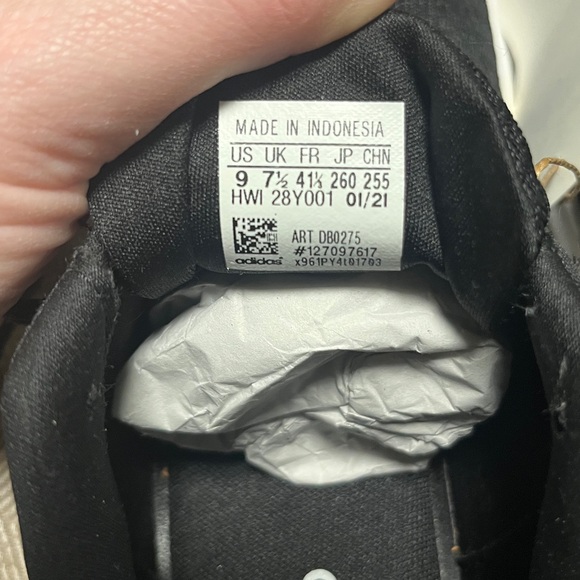 MADE IN INDONESIA
US UK FR JP CHN
9 7½ 41⅓ 260 255
HWI 28Y001 01/21
ART DB0275
#127097617
adidas x961PY4L01703